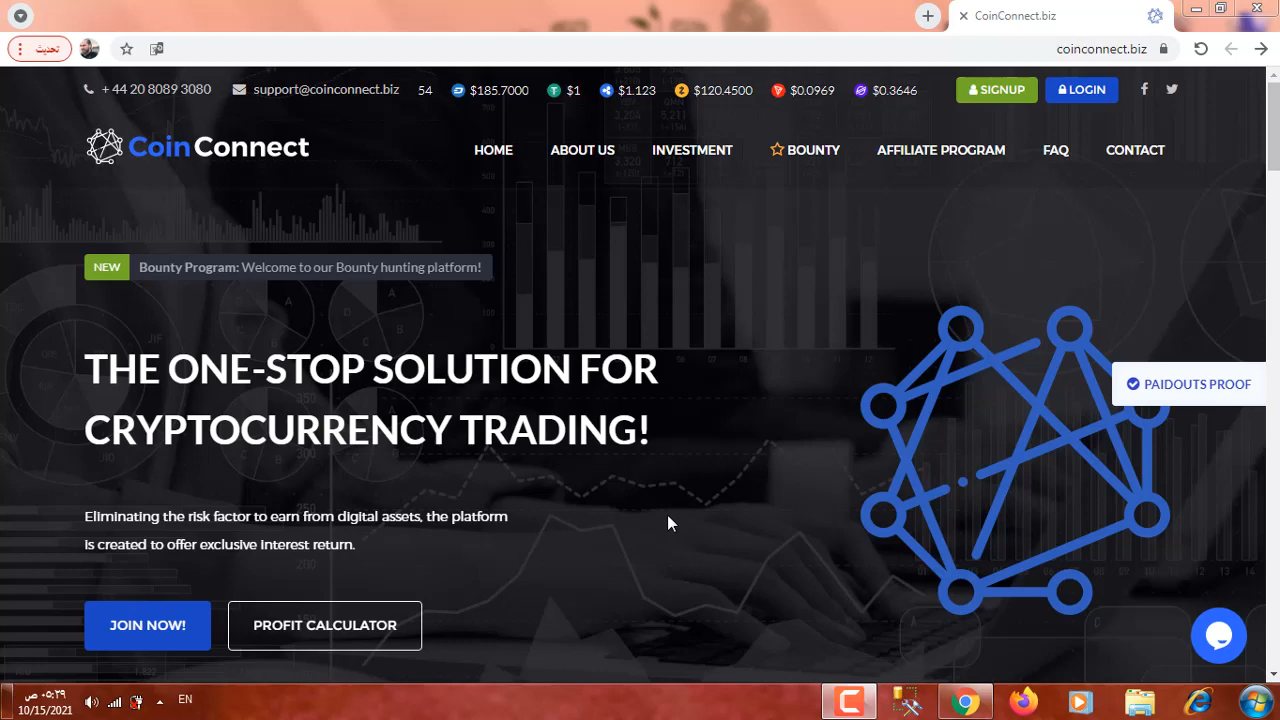 CoinConnect.biz
تحديث
coinconnect.biz
+ 44 20 8089 3080
support@coinconnect.biz
54
$185.7000
$1
$1.123
$120.4500
$0.0969
$0.3646
SIGNUP
LOGIN
CoinConnect
HOME
ABOUT US
INVESTMENT
BOUNTY
AFFILIATE PROGRAM
FAQ
CONTACT
NEW
Bounty Program: Welcome to our Bounty hunting platform!
THE ONE-STOP SOLUTION FOR
CRYPTOCURRENCY TRADING!
PAIDOUTS PROOF
Eliminating the risk factor to earn from digital assets, the platform
is created to offer exclusive interest return.
JOIN NOW!
PROFIT CALCULATOR
٠٥:٣٩ ص
10/15/2021
EN